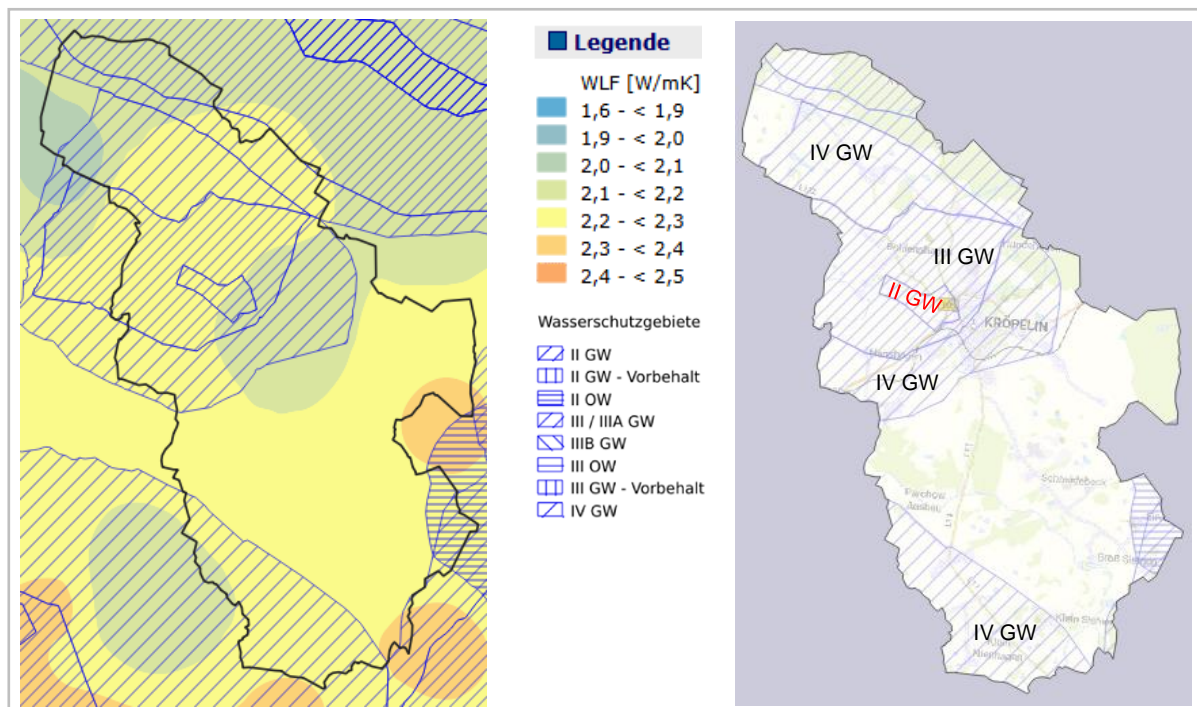 Legende
WLF [W/mK]
1,6 - < 1,9
1,9 - < 2,0
2,0 - < 2,1
2,1 - < 2,2
2,2 - < 2,3
2,3 - < 2,4
2,4 - < 2,5
Wasserschutzgebiete
II GW
II GW - Vorbehalt
II OW
III / IIIA GW
IIIB GW
III OW
III GW - Vorbehalt
IV GW
IV GW
III GW
II GW
KRÖPELIN
IV GW
Schmadebeck
IV GW